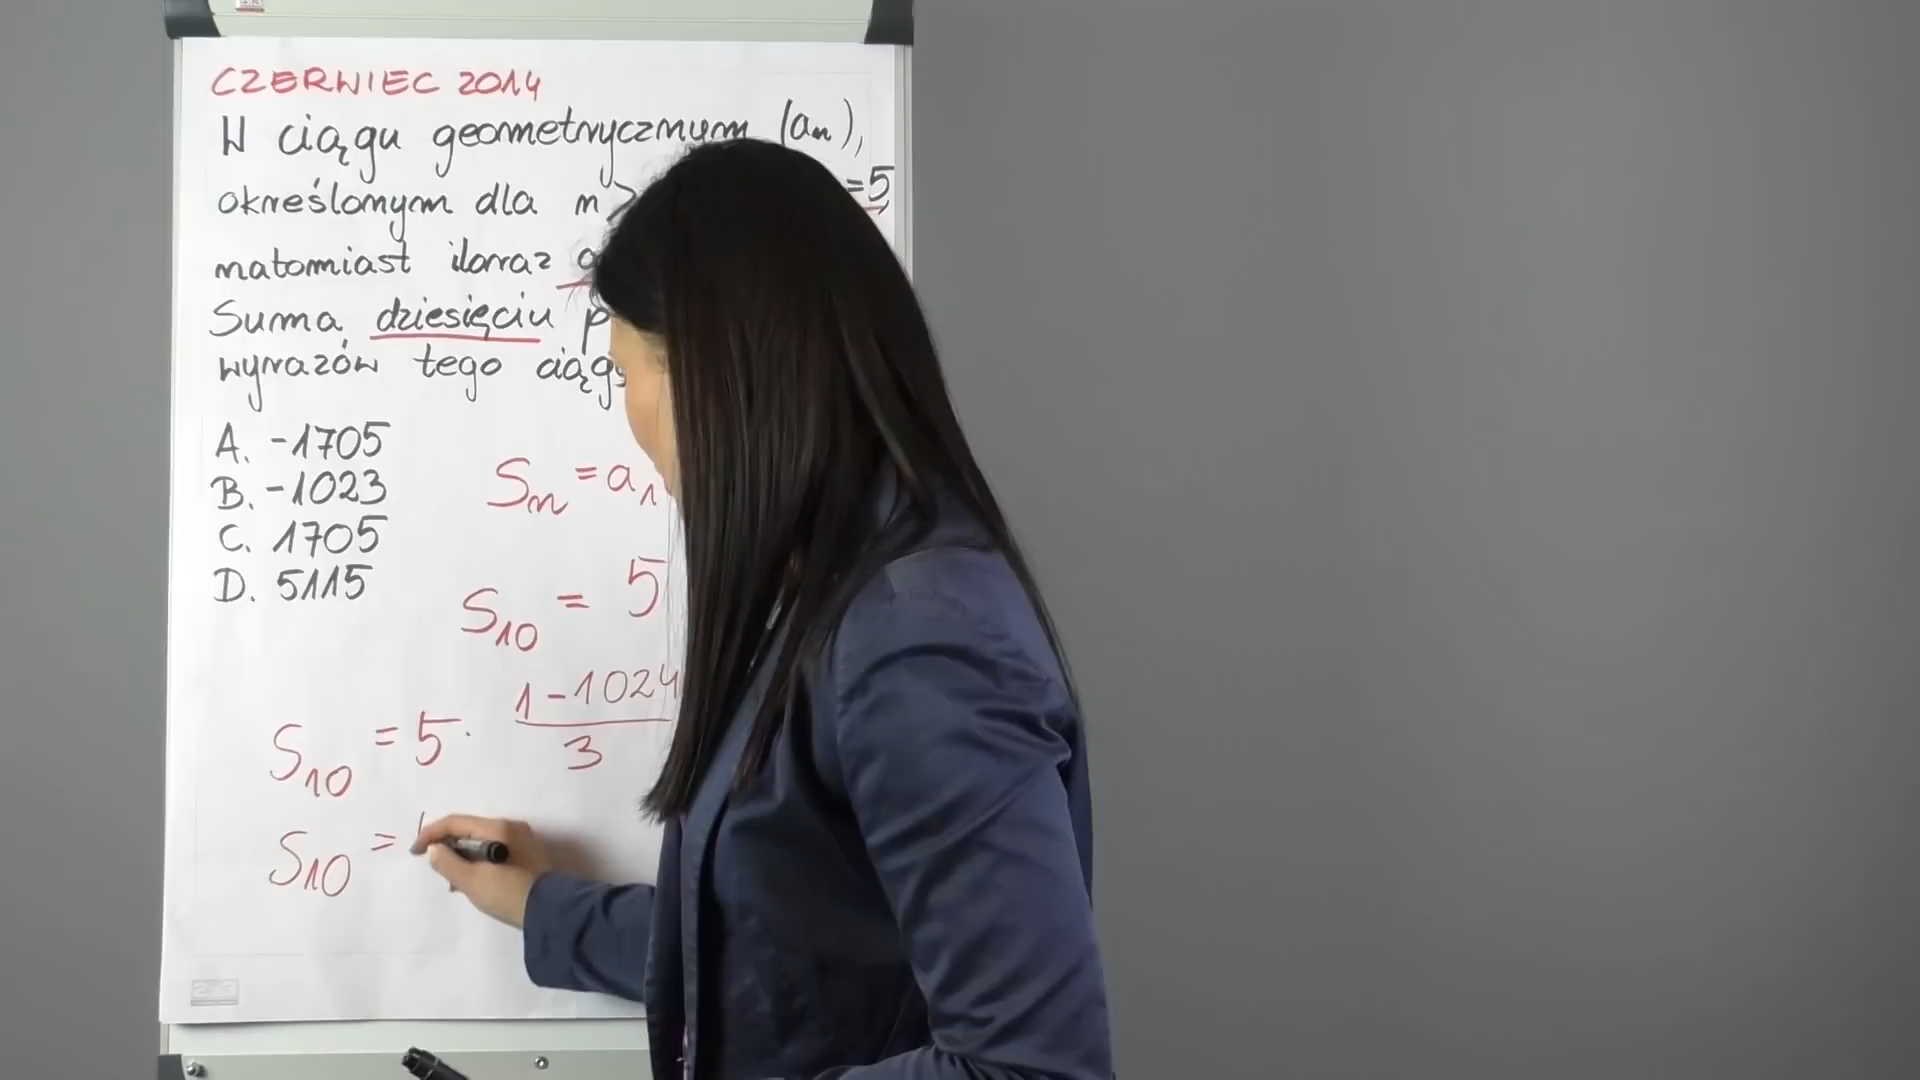 CZERWIEC 2014
W ciągu geometrycznym (an),
określonym dla n> =5,
natomiast iloraz
Suma dziesięciu
wyrazów tego ciągu
A. -1705
B. -1023
C. 1705
D. 5115
Sn = a1
S10 = 5
S10 = 5 · 1-1024
3
S10 =